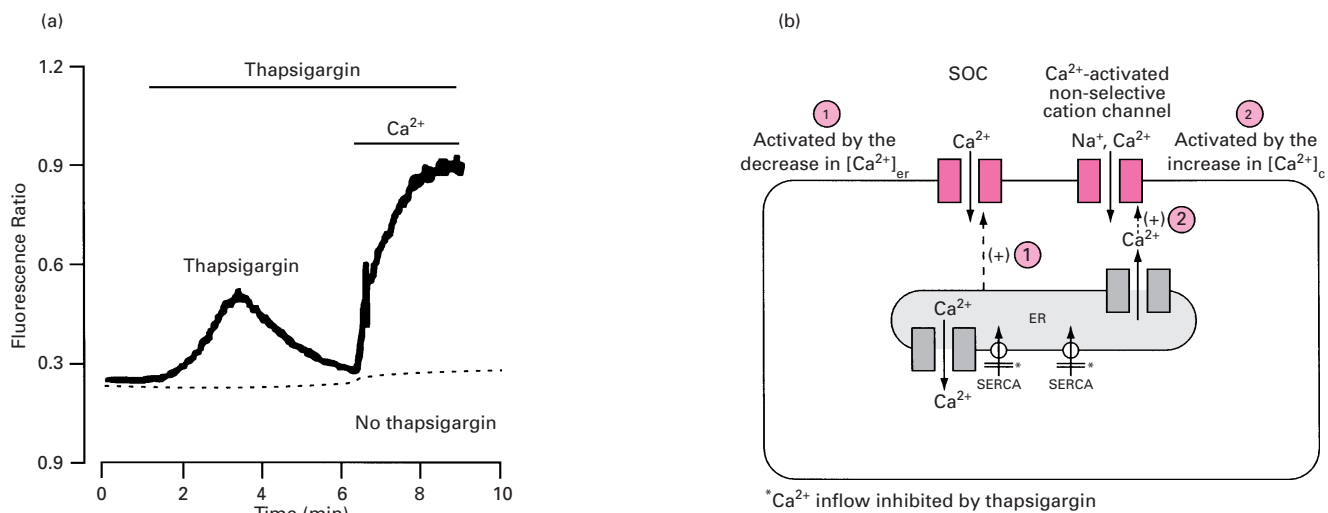 (a)
1.2
0.9
0.6
0.3
0.9
Fluorescence Ratio
Thapsigargin
Ca²⁺
Thapsigargin
No thapsigargin
0 2 4 6 8 10
Time (min)
(b)
SOC
Ca²⁺-activated
non-selective
cation channel
1
Activated by the
decrease in [Ca²⁺]er
Ca²⁺
Na⁺, Ca²⁺
2
Activated by the
increase in [Ca²⁺]c
(+) 1
(+) 2
Ca²⁺
Ca²⁺
ER
* *
SERCA SERCA
Ca²⁺
*Ca²⁺ inflow inhibited by thapsigargin